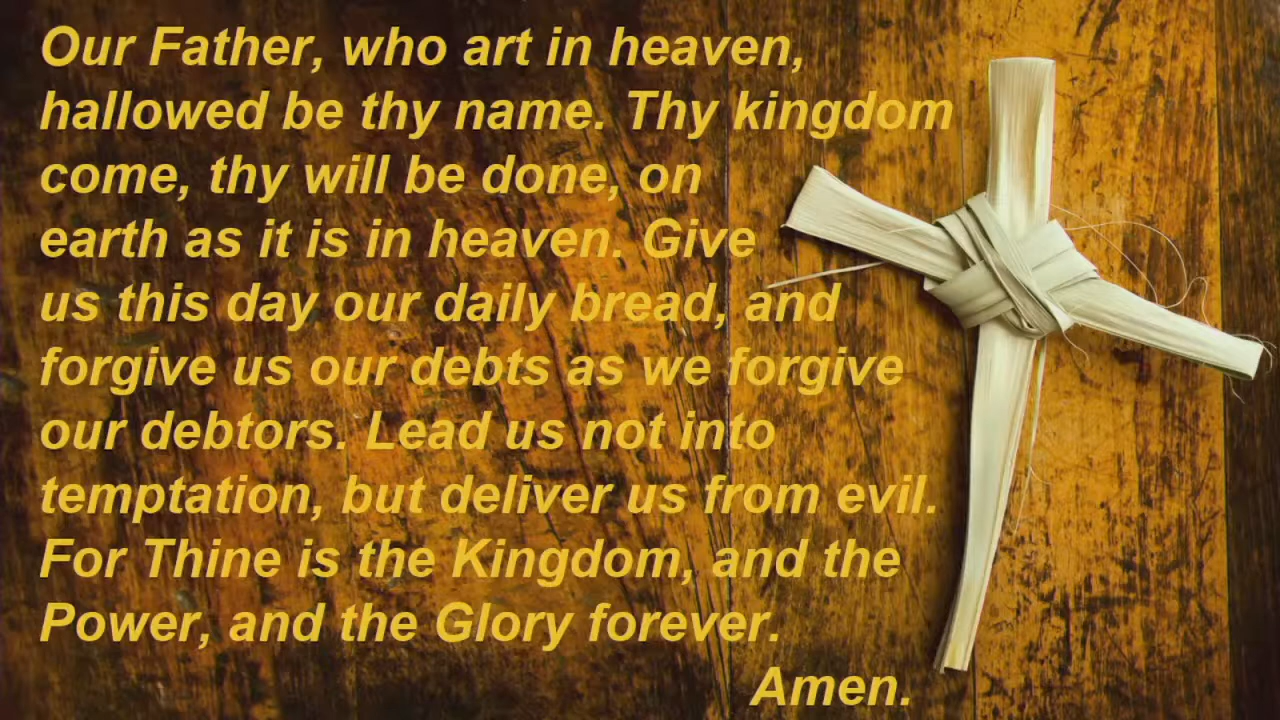 Our Father, who art in heaven,
hallowed be thy name. Thy kingdom
come, thy will be done, on
earth as it is in heaven. Give
us this day our daily bread, and
forgive us our debts as we forgive
our debtors. Lead us not into
temptation, but deliver us from evil.
For Thine is the Kingdom, and the
Power, and the Glory forever.
Amen.